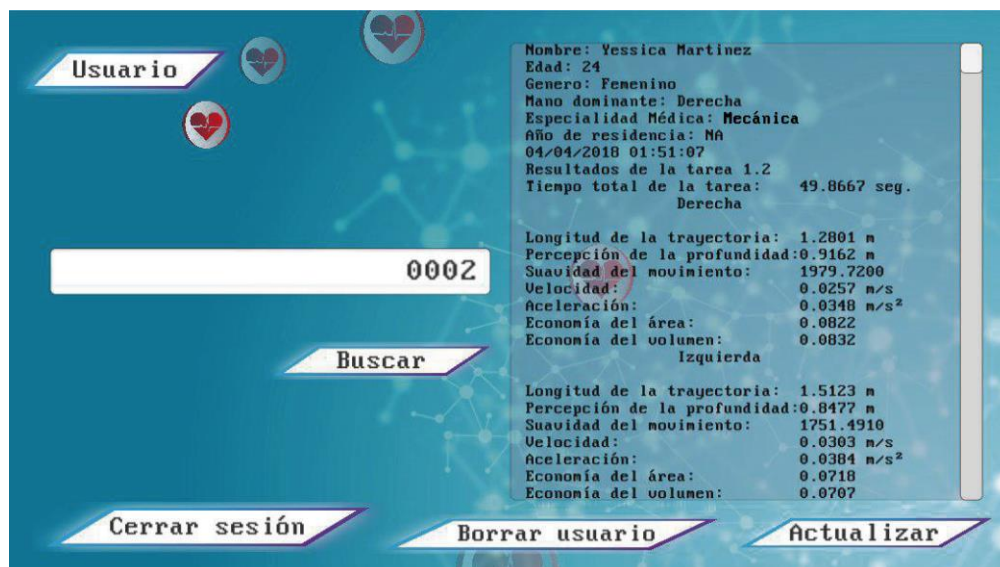 Usuario
0002
Buscar
Nombre: Yessica Martinez
Edad: 24
Genero: Femenino
Mano dominante: Derecha
Especialidad Médica: Mecánica
Año de residencia: NA
04/04/2018 01:51:07
Resultados de la tarea 1.2
Tiempo total de la tarea: 49.8667 seg.
Derecha
Longitud de la trayectoria: 1.2801 m
Percepción de la profundidad:0.9162 m
Suavidad del movimiento: 1979.7200
Velocidad: 0.0257 m/s
Aceleración: 0.0348 m/s²
Economía del área: 0.0822
Economía del volumen: 0.0832
Izquierda
Longitud de la trayectoria: 1.5123 m
Percepción de la profundidad:0.8477 m
Suavidad del movimiento: 1751.4910
Velocidad: 0.0303 m/s
Aceleración: 0.0384 m/s²
Economía del área: 0.0718
Economía del volumen: 0.0707
Cerrar sesión
Borrar usuario
Actualizar